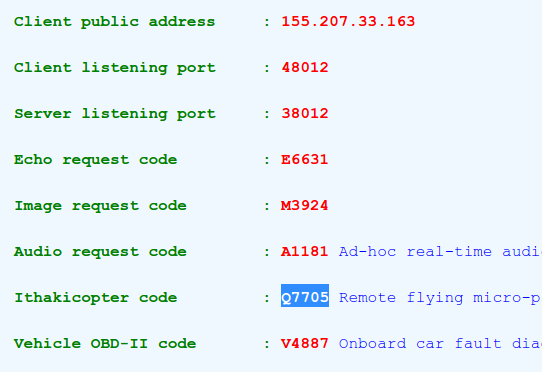 Client public address : 155.207.33.163
Client listening port : 48012
Server listening port : 38012
Echo request code : E6631
Image request code : M3924
Audio request code : A1181 Ad-hoc real-time audi
Ithakicopter code : Q7705 Remote flying micro-p
Vehicle OBD-II code : V4887 Onboard car fault dia